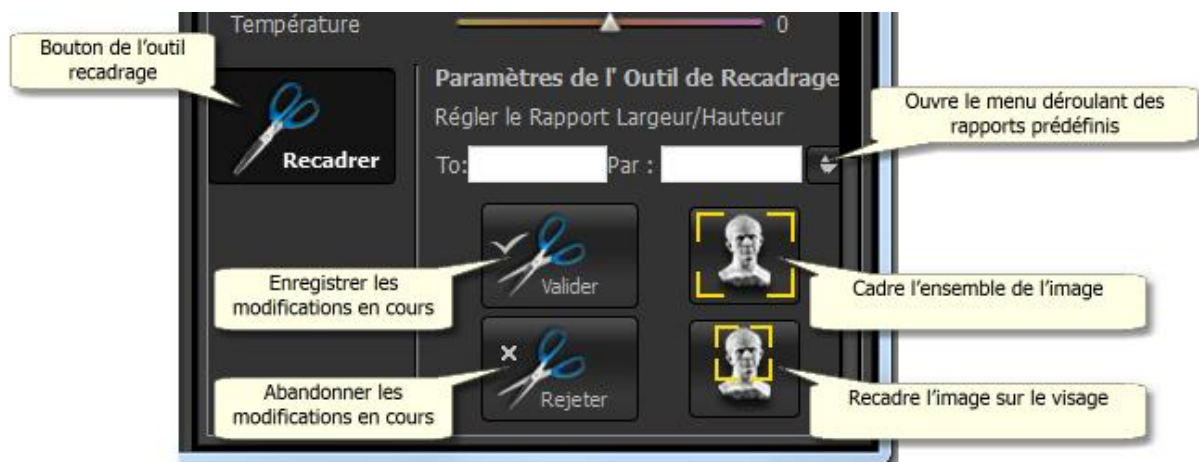 Température
0
Bouton de l'outil
recadrage
Paramètres de l' Outil de Recadrage
Régler le Rapport Largeur/Hauteur
Ouvre le menu déroulant des
rapports prédéfinis
Recadrer
To:
Par :
Enregistrer les
modifications en cours
Valider
Cadre l'ensemble de l'image
Abandonner les
modifications en cours
Rejeter
Recadre l'image sur le visage